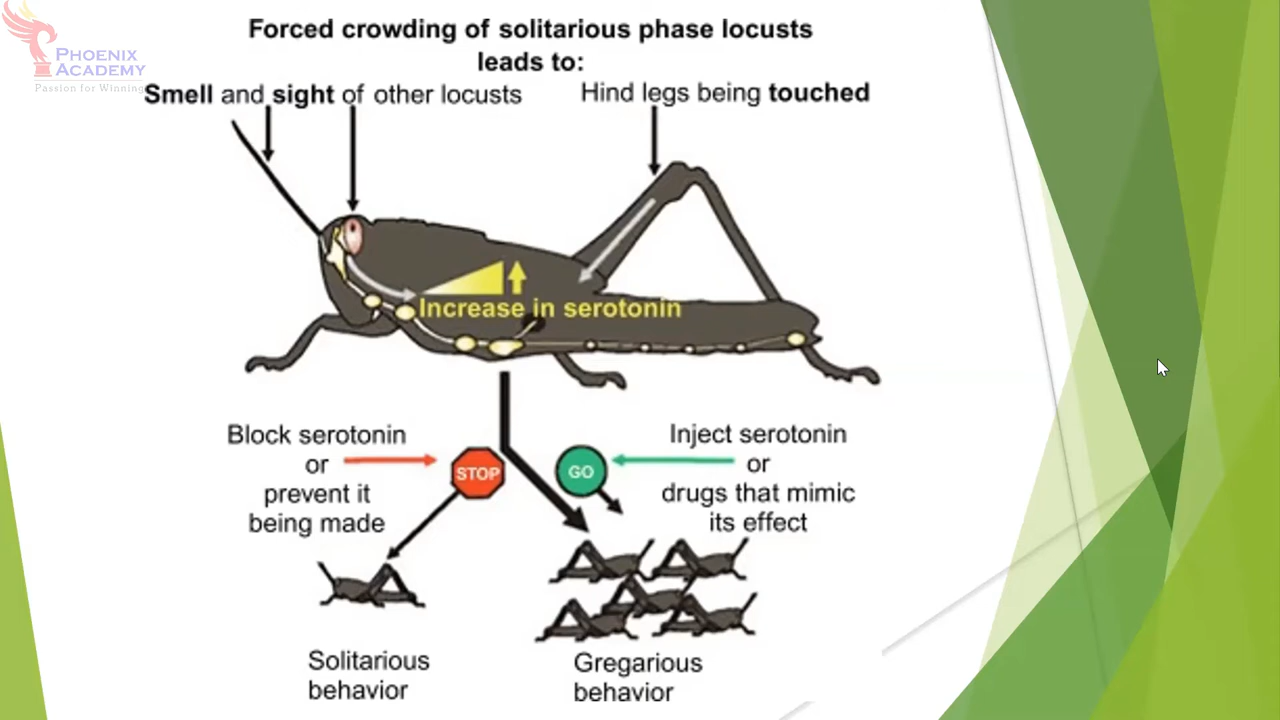 PHOENIX
ACADEMY
Passion for Winning
Forced crowding of solitarious phase locusts
leads to:
Smell and sight of other locusts
Hind legs being touched
Increase in serotonin
Block serotonin
or
prevent it
being made
STOP
GO
Inject serotonin
or
drugs that mimic
its effect
Solitarious
behavior
Gregarious
behavior